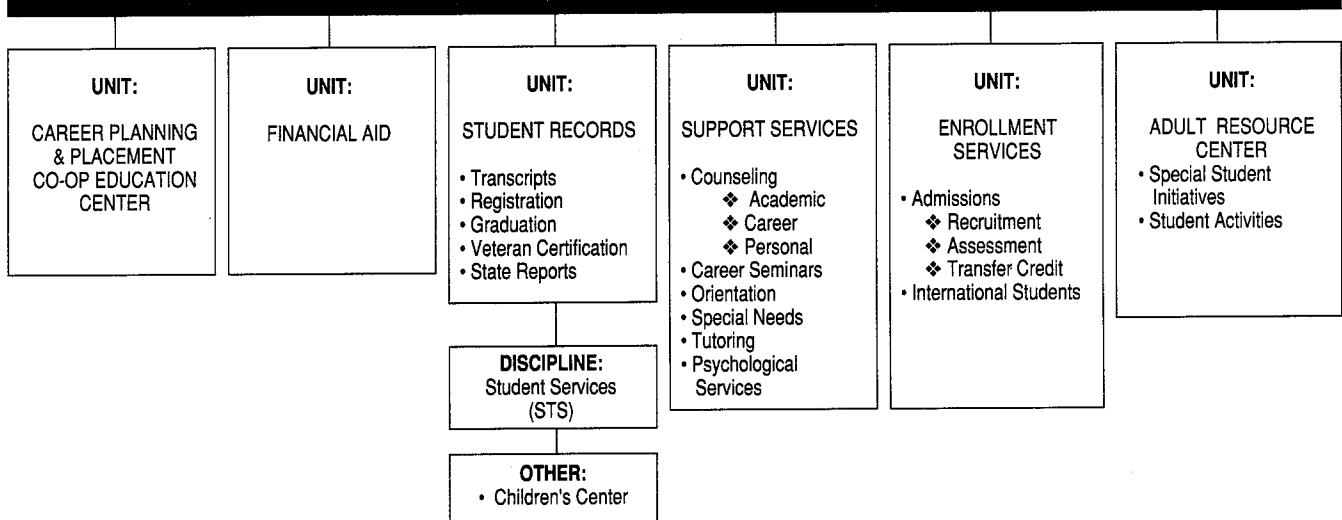 UNIT:
CAREER PLANNING
& PLACEMENT
CO-OP EDUCATION
CENTER
UNIT:
FINANCIAL AID
UNIT:
STUDENT RECORDS
• Transcripts
• Registration
• Graduation
• Veteran Certification
• State Reports
DISCIPLINE:
Student Services
(STS)
OTHER:
• Children's Center
UNIT:
SUPPORT SERVICES
• Counseling
❖ Academic
❖ Career
❖ Personal
• Career Seminars
• Orientation
• Special Needs
• Tutoring
• Psychological
Services
UNIT:
ENROLLMENT
SERVICES
• Admissions
❖ Recruitment
❖ Assessment
❖ Transfer Credit
• International Students
UNIT:
ADULT RESOURCE
CENTER
• Special Student
Initiatives
• Student Activities